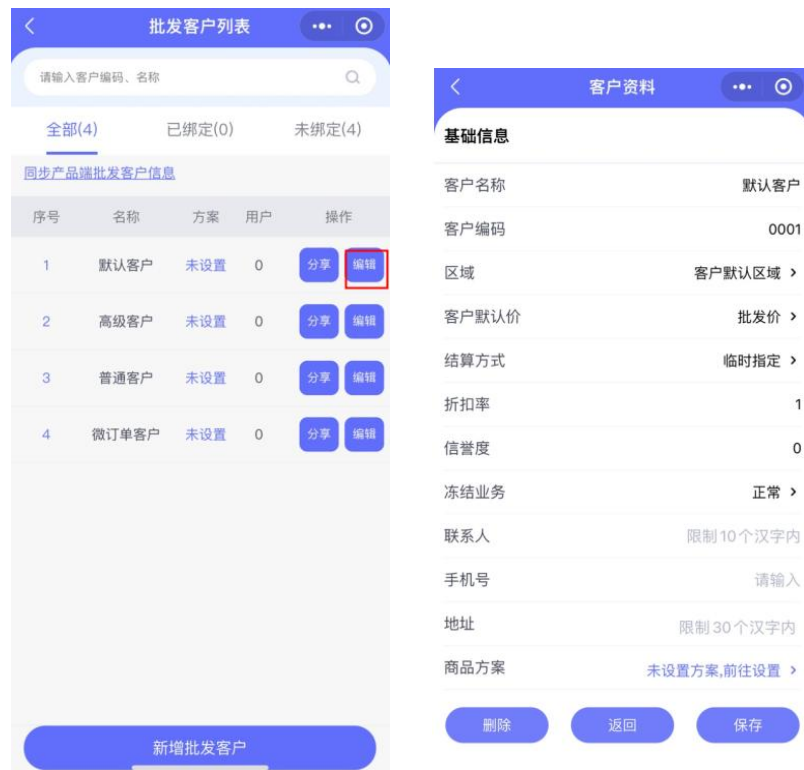 批发客户列表
请输入客户编码、名称
全部(4) 已绑定(0) 未绑定(4)
同步产品端批发客户信息
序号 名称 方案 用户 操作
1 默认客户 未设置 0 分享 编辑
2 高级客户 未设置 0 分享 编辑
3 普通客户 未设置 0 分享 编辑
4 微订单客户 未设置 0 分享 编辑
新增批发客户
客户资料
基础信息
客户名称 默认客户
客户编码 0001
区域 客户默认区域 >
客户默认价 批发价 >
结算方式 临时指定 >
折扣率 1
信誉度 0
冻结业务 正常 >
联系人 限制10个汉字内
手机号 请输入
地址 限制30个汉字内
商品方案 未设置方案,前往设置 >
删除 返回 保存